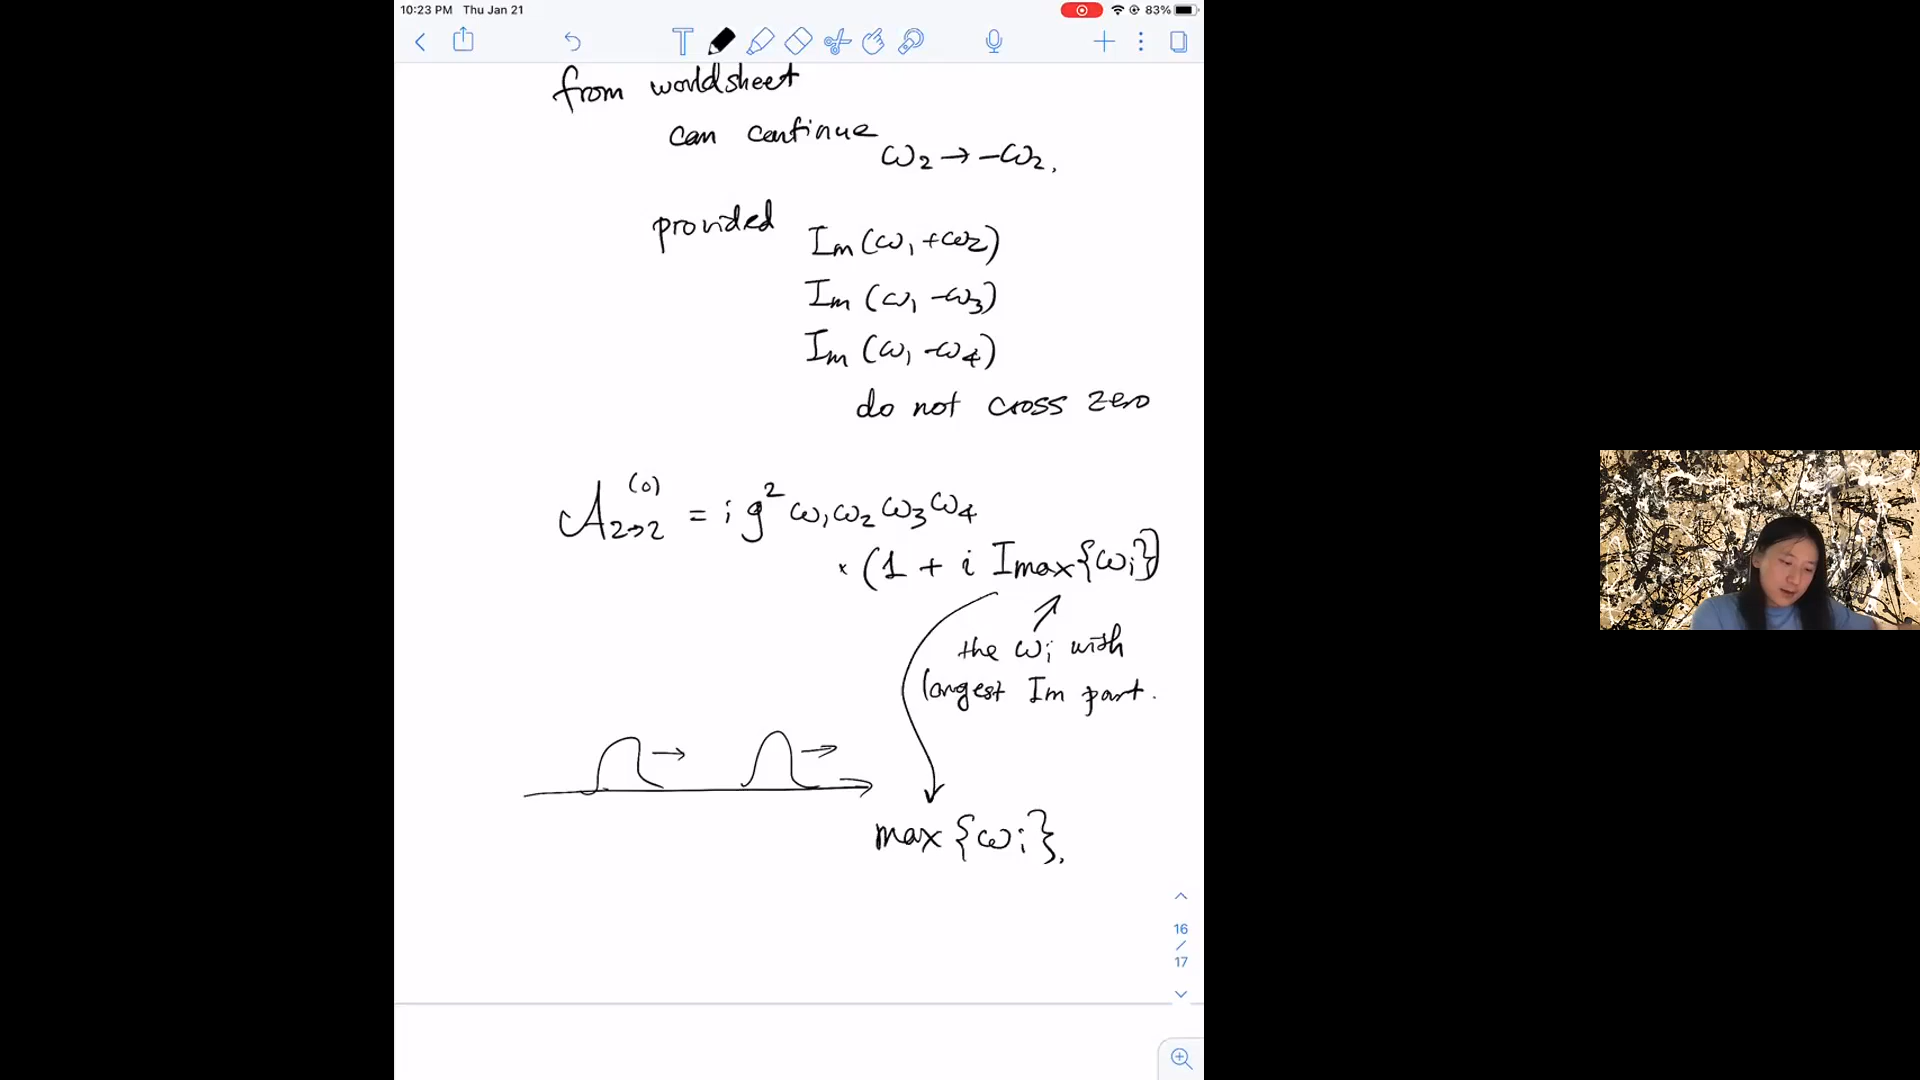 10:23 PM Thu Jan 21
83%
from worldsheet
can continue
ω₂ → -ω₂,
provided
Im (ω₁ + ω₂)
Im (ω₁ - ω₃)
Im (ω₁ - ω₄)
do not cross zero
A₂→₂⁽⁰⁾ = i g² ω₁ω₂ω₃ω₄
× (1 + i Imax{ωᵢ})
the ωᵢ with
largest Im part.
max {ωᵢ},
16
/
17